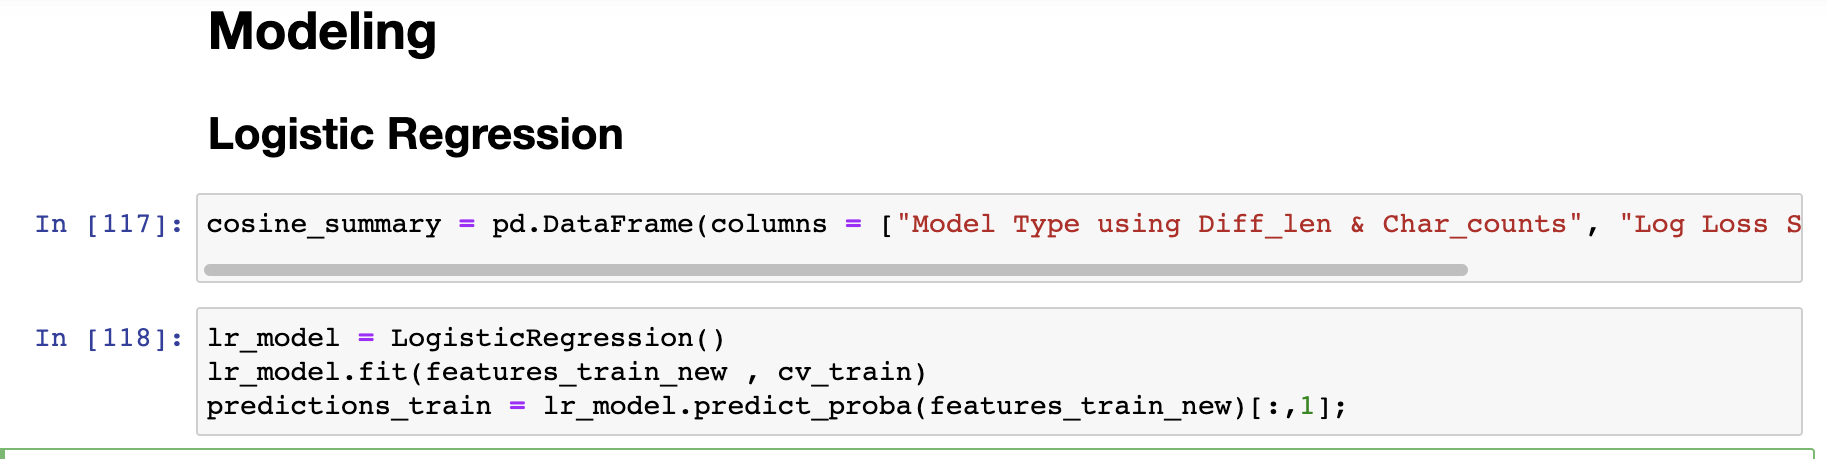 Modeling
Logistic Regression
In [117]: cosine_summary = pd.DataFrame(columns = ["Model Type using Diff_len & Char_counts", "Log Loss S
In [118]: lr_model = LogisticRegression()
lr_model.fit(features_train_new , cv_train)
predictions_train = lr_model.predict_proba(features_train_new)[:,1];